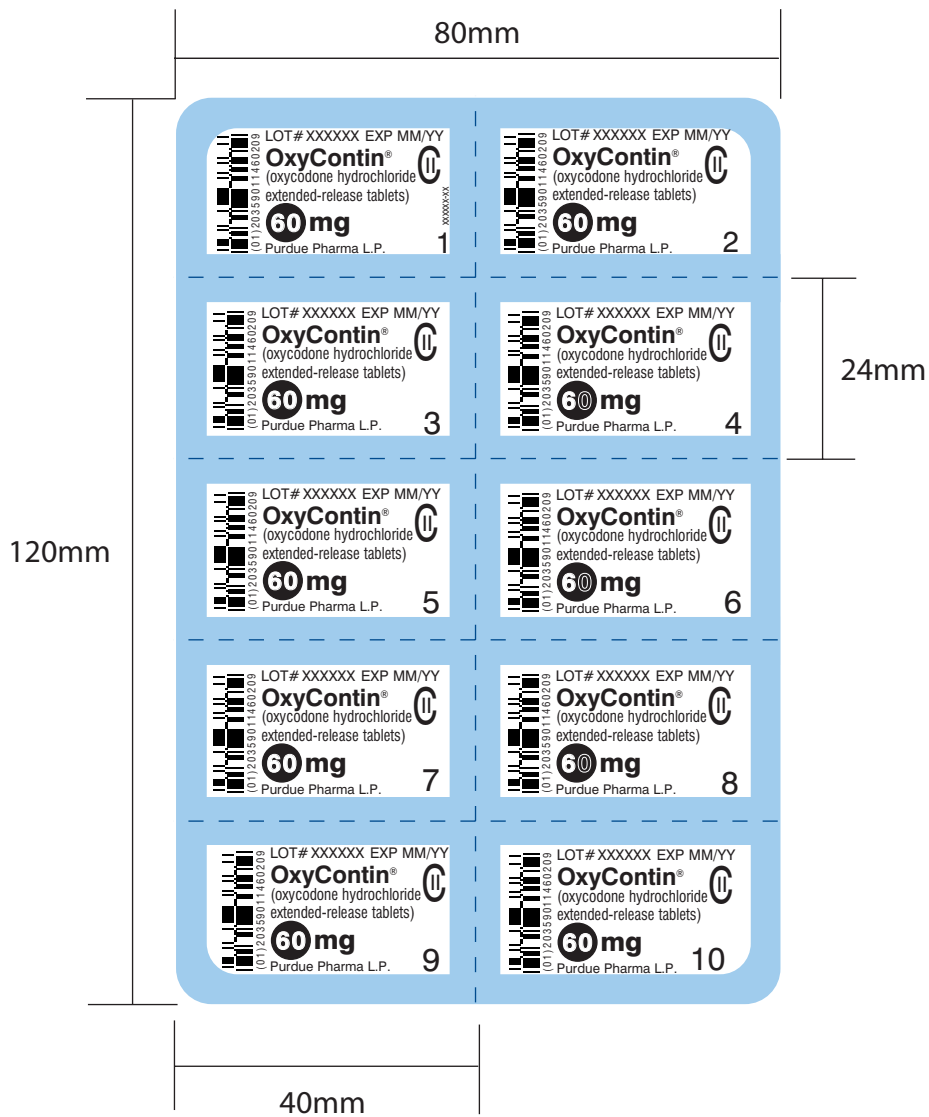 80mm
LOT# XXXXXX EXP MM/YY
OxyContin®
(oxycodone hydrochloride
extended-release tablets)
CII
60 mg
Purdue Pharma L.P.
1
(01)20359011460209
XXXXXX-XX
LOT# XXXXXX EXP MM/YY
OxyContin®
(oxycodone hydrochloride
extended-release tablets)
CII
60 mg
Purdue Pharma L.P.
2
(01)20359011460209
LOT# XXXXXX EXP MM/YY
OxyContin®
(oxycodone hydrochloride
extended-release tablets)
CII
60 mg
Purdue Pharma L.P.
3
(01)20359011460209
LOT# XXXXXX EXP MM/YY
OxyContin®
(oxycodone hydrochloride
extended-release tablets)
CII
60 mg
Purdue Pharma L.P.
4
(01)20359011460209
24mm
LOT# XXXXXX EXP MM/YY
OxyContin®
(oxycodone hydrochloride
extended-release tablets)
CII
60 mg
Purdue Pharma L.P.
5
(01)20359011460209
LOT# XXXXXX EXP MM/YY
OxyContin®
(oxycodone hydrochloride
extended-release tablets)
CII
60 mg
Purdue Pharma L.P.
6
(01)20359011460209
120mm
LOT# XXXXXX EXP MM/YY
OxyContin®
(oxycodone hydrochloride
extended-release tablets)
CII
60 mg
Purdue Pharma L.P.
7
(01)20359011460209
LOT# XXXXXX EXP MM/YY
OxyContin®
(oxycodone hydrochloride
extended-release tablets)
CII
60 mg
Purdue Pharma L.P.
8
(01)20359011460209
LOT# XXXXXX EXP MM/YY
OxyContin®
(oxycodone hydrochloride
extended-release tablets)
CII
60 mg
Purdue Pharma L.P.
9
(01)20359011460209
LOT# XXXXXX EXP MM/YY
OxyContin®
(oxycodone hydrochloride
extended-release tablets)
CII
60 mg
Purdue Pharma L.P.
10
(01)20359011460209
40mm